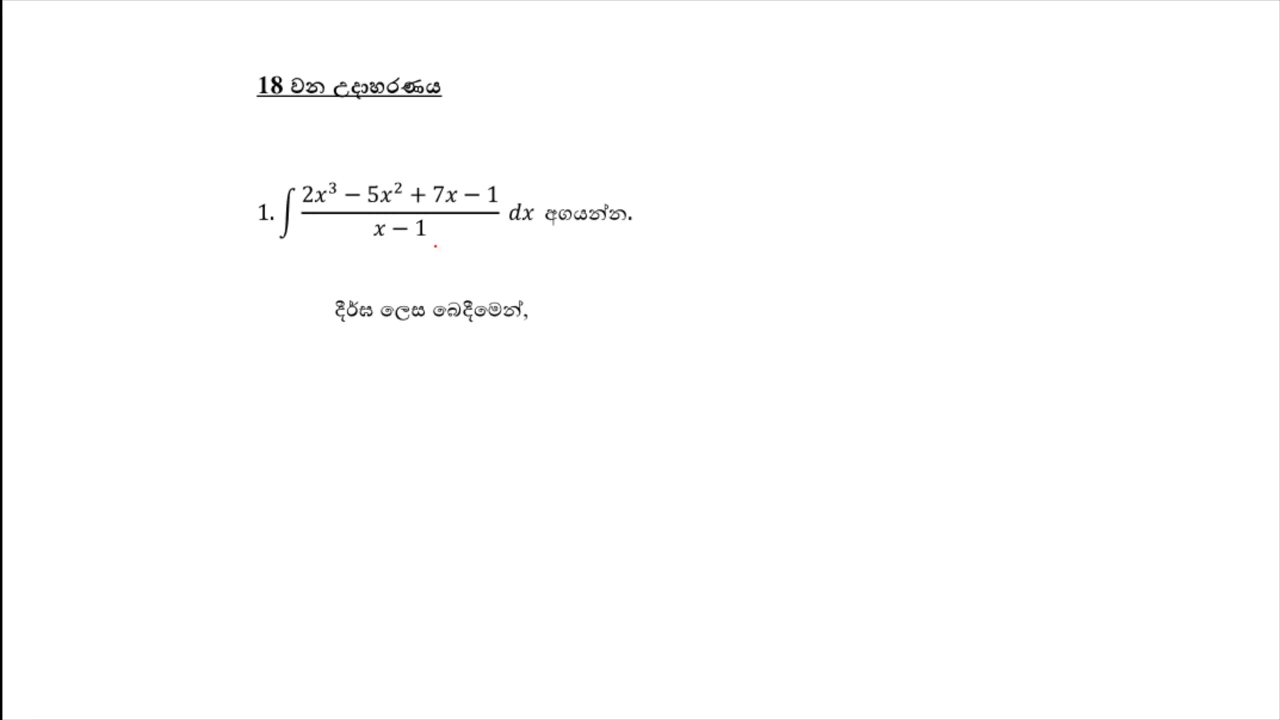 18 වන උදාහරණය
1. ∫ (2x³ − 5x² + 7x − 1)/(x − 1) dx අගයන්න.
දීර්ඝ ලෙස බෙදීමෙන්,